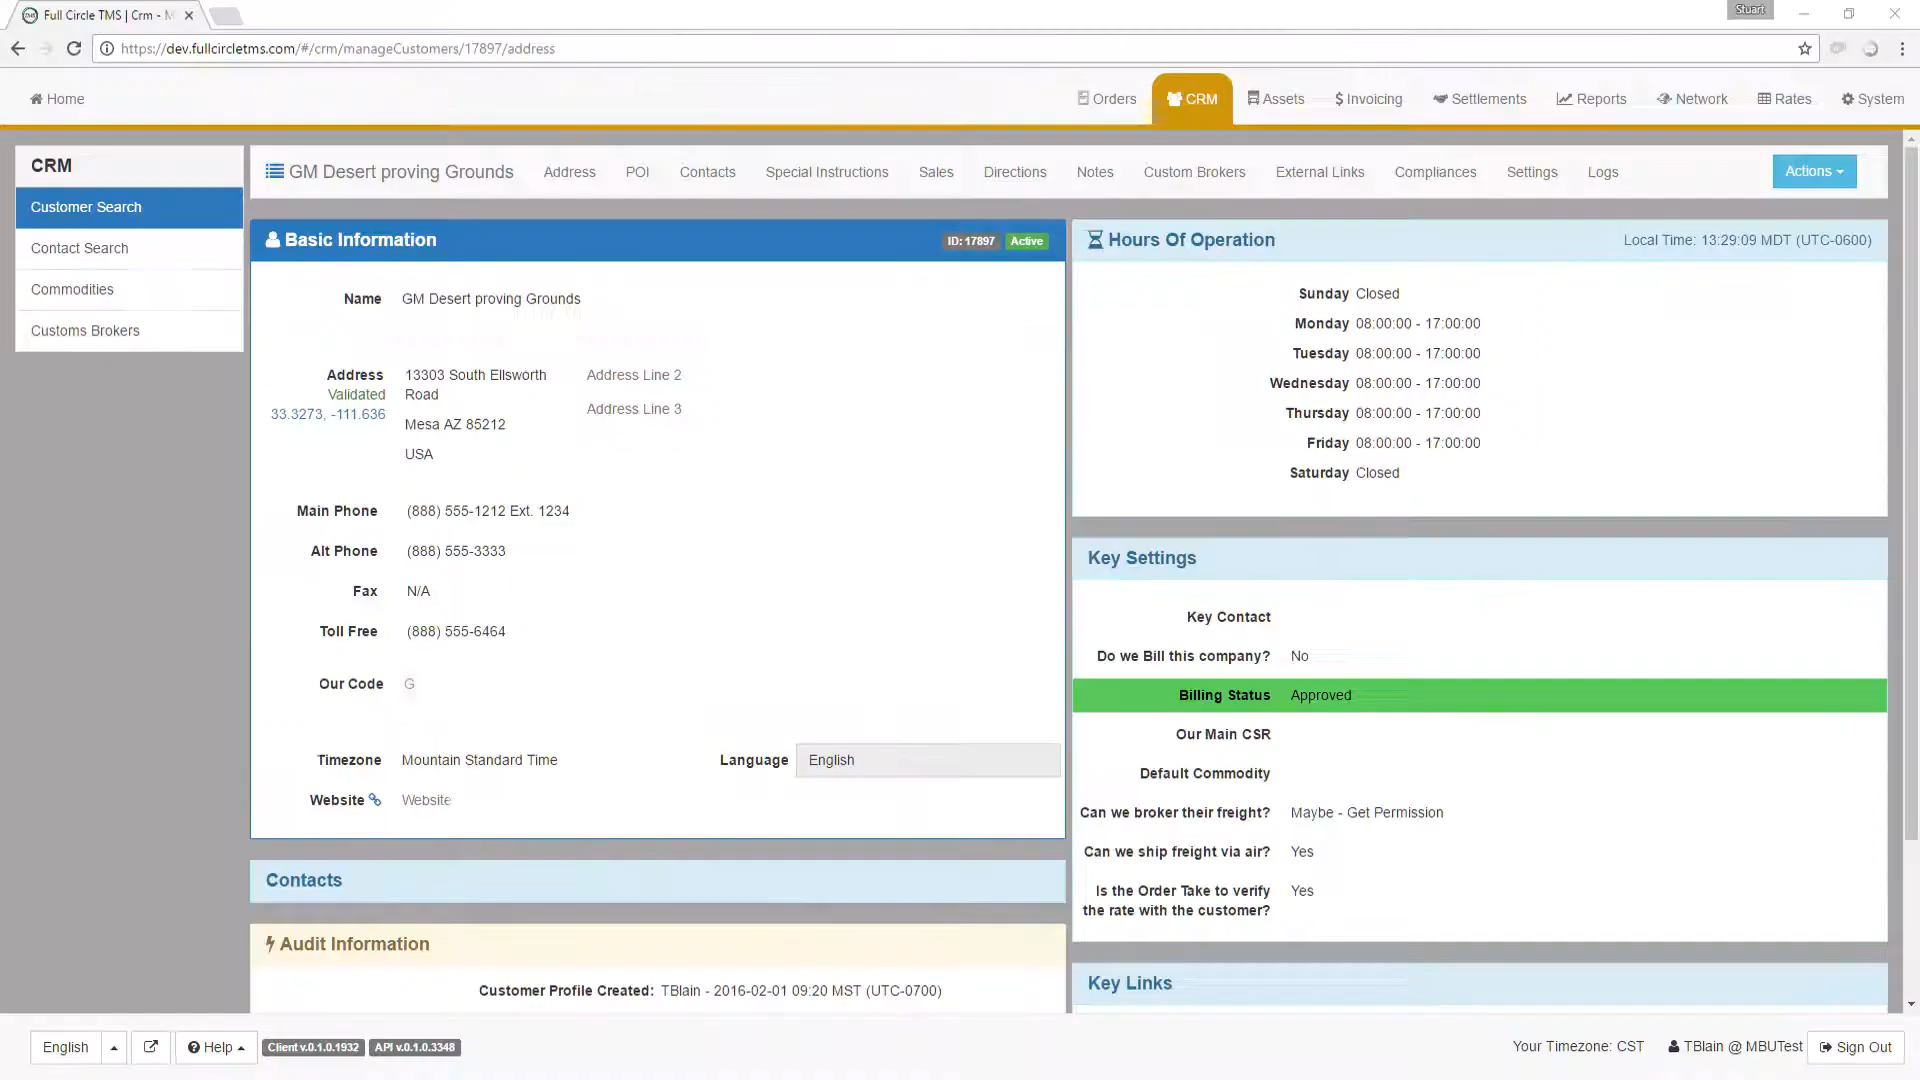 Full Circle TMS | Crm - M
Stuart
https://dev.fullcircletms.com/#/crm/manageCustomers/17897/address
Home
Orders
CRM
Assets
$ Invoicing
Settlements
Reports
Network
Rates
System
CRM
Customer Search
Contact Search
Commodities
Customs Brokers
GM Desert proving Grounds
Address
POI
Contacts
Special Instructions
Sales
Directions
Notes
Custom Brokers
External Links
Compliances
Settings
Logs
Actions
Basic Information
ID: 17897
Active
Name GM Desert proving Grounds
Address
Validated
33.3273, -111.636
13303 South Ellsworth
Road
Mesa AZ 85212
USA
Address Line 2
Address Line 3
Main Phone (888) 555-1212 Ext. 1234
Alt Phone (888) 555-3333
Fax N/A
Toll Free (888) 555-6464
Our Code G
Timezone Mountain Standard Time
Language English
Website Website
Contacts
Audit Information
Customer Profile Created: TBlain - 2016-02-01 09:20 MST (UTC-0700)
Hours Of Operation
Local Time: 13:29:09 MDT (UTC-0600)
Sunday Closed
Monday 08:00:00 - 17:00:00
Tuesday 08:00:00 - 17:00:00
Wednesday 08:00:00 - 17:00:00
Thursday 08:00:00 - 17:00:00
Friday 08:00:00 - 17:00:00
Saturday Closed
Key Settings
Key Contact
Do we Bill this company? No
Billing Status Approved
Our Main CSR
Default Commodity
Can we broker their freight? Maybe - Get Permission
Can we ship freight via air? Yes
Is the Order Take to verify
the rate with the customer? Yes
Key Links
English
Help
Client v.0.1.0.1932
API v.0.1.0.3348
Your Timezone: CST
TBlain @ MBUTest
Sign Out